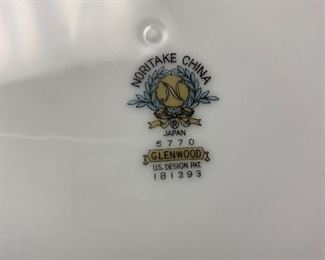 NORITAKE CHINA
N
®
JAPAN
5770
GLENWOOD
U.S. DESIGN PAT.
181393